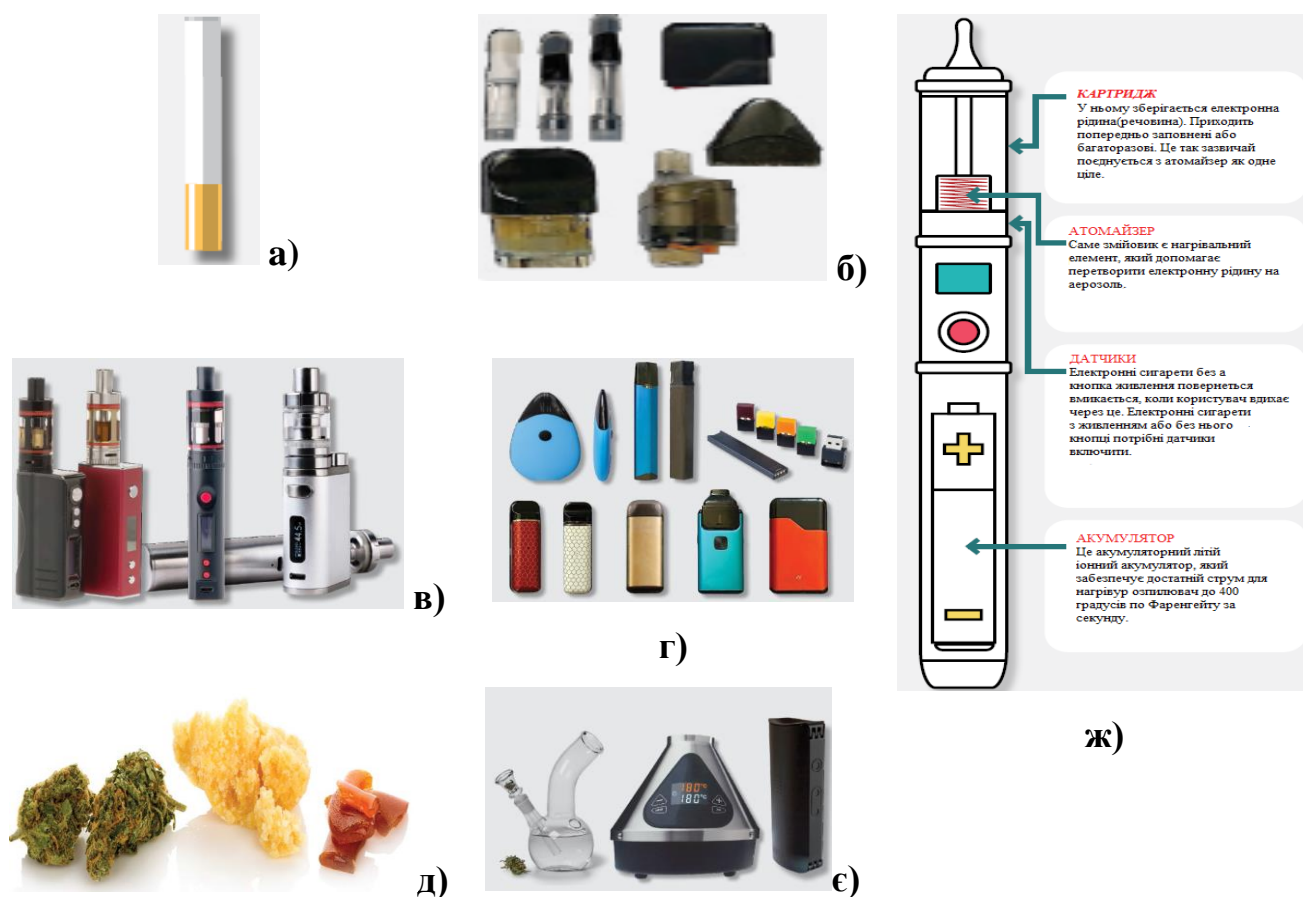 а)
б)
КАРТРИДЖ
У ньому зберігається електронна
рідина(речовина). Приходить
попередньо заповнені або
багаторазові. Це так зазвичай
поєднується з атомайзер як одне
ціле.
АТОМАЙЗЕР
Саме змійовик є нагрівальний
елемент, який допомагає
перетворити електронну рідину на
аерозоль.
ДАТЧИКИ
Електронні сигарети без а
кнопка живлення повернеться
вмикається, коли користувач вдихає
через це. Електронні сигарети
з живленням або без нього
кнопці потрібні датчики
включити.
АКУМУЛЯТОР
Це акумуляторний літій
іонний акумулятор, який
забезпечує достатній струм для
нагрівур озпилювач до 400
градусів по Фаренгейту за
секунду.
в)
г)
д)
180°C
180°C
є)
ж)